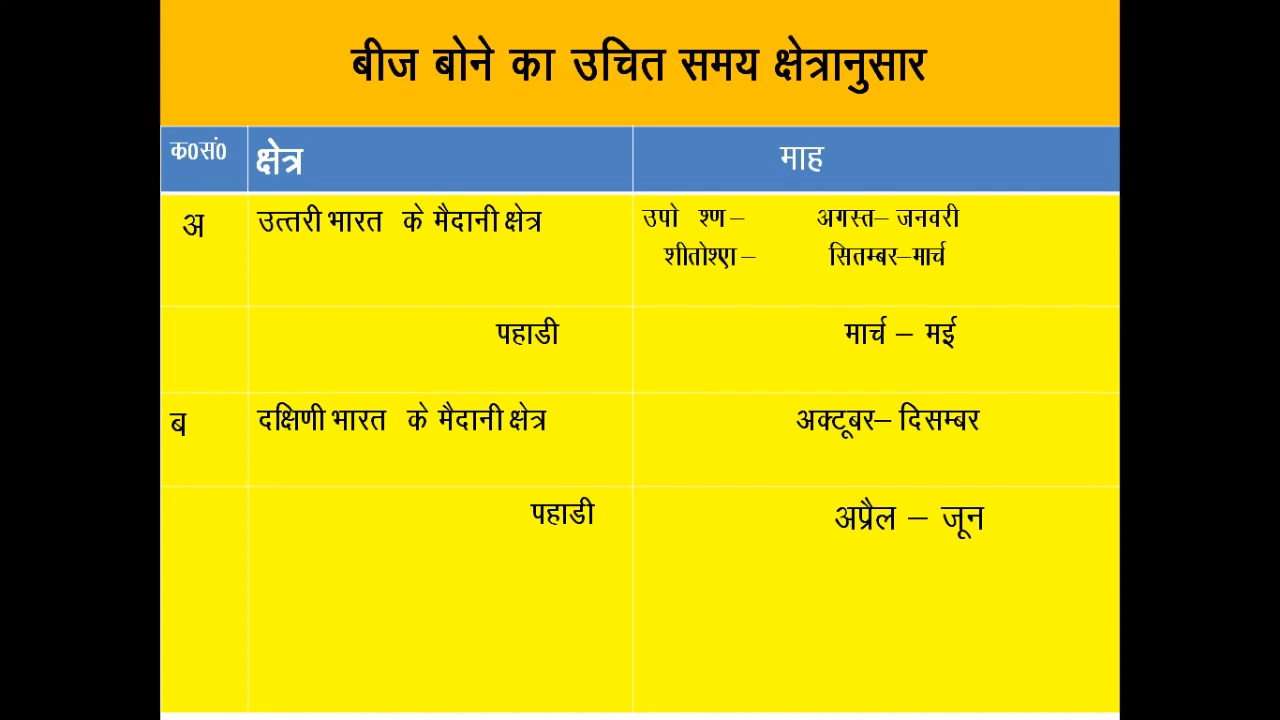 बीज बोने का उचित समय क्षेत्रानुसार
क0सं0 क्षेत्र माह
अ उत्तरी भारत के मैदानी क्षेत्र उपो श्ण – अगस्त – जनवरी
शीतोश्ण – सितम्बर–मार्च
पहाडी मार्च – मई
ब दक्षिणी भारत के मैदानी क्षेत्र अक्टूबर– दिसम्बर
पहाडी अप्रैल – जून